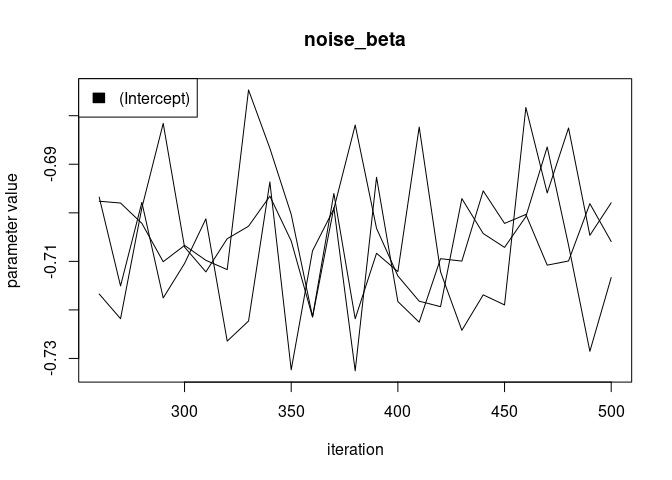 noise_beta
(Intercept)
parameter value
-0.69
-0.71
-0.73
300 350 400 450 500
iteration